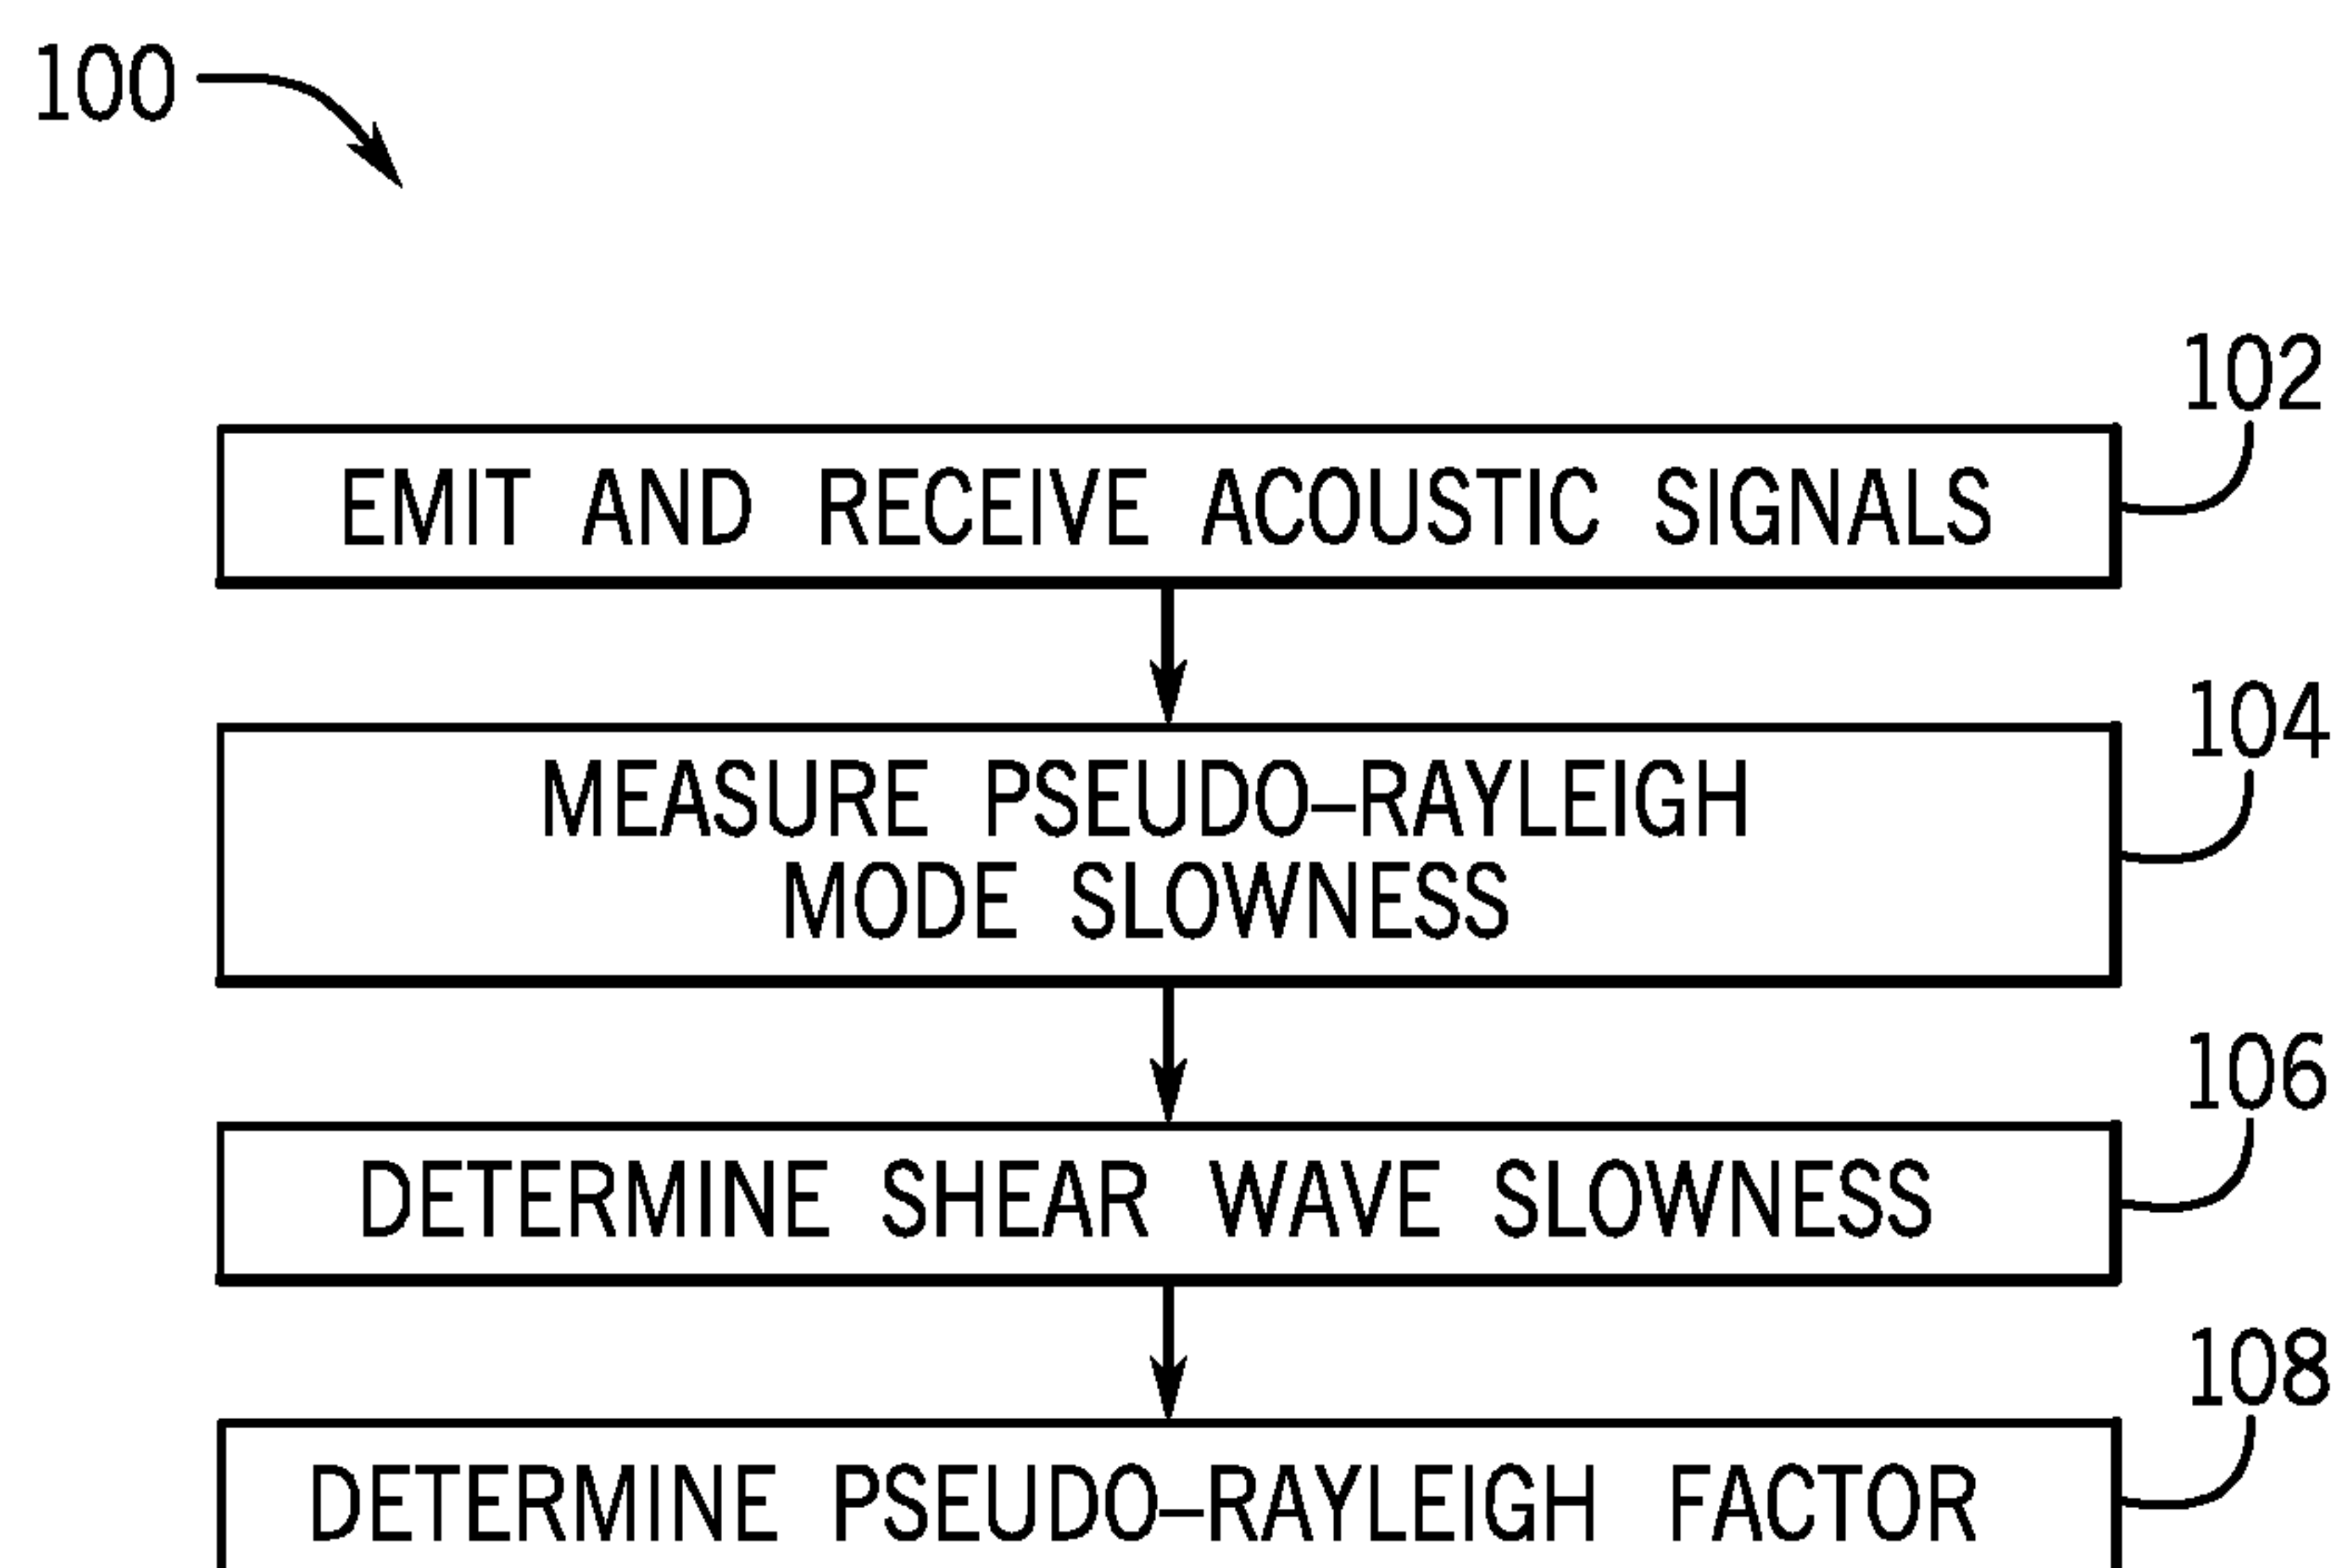 100
102
EMIT AND RECEIVE ACOUSTIC SIGNALS
104
MEASURE PSEUDO–RAYLEIGH
MODE SLOWNESS
106
DETERMINE SHEAR WAVE SLOWNESS
108
DETERMINE PSEUDO–RAYLEIGH FACTOR